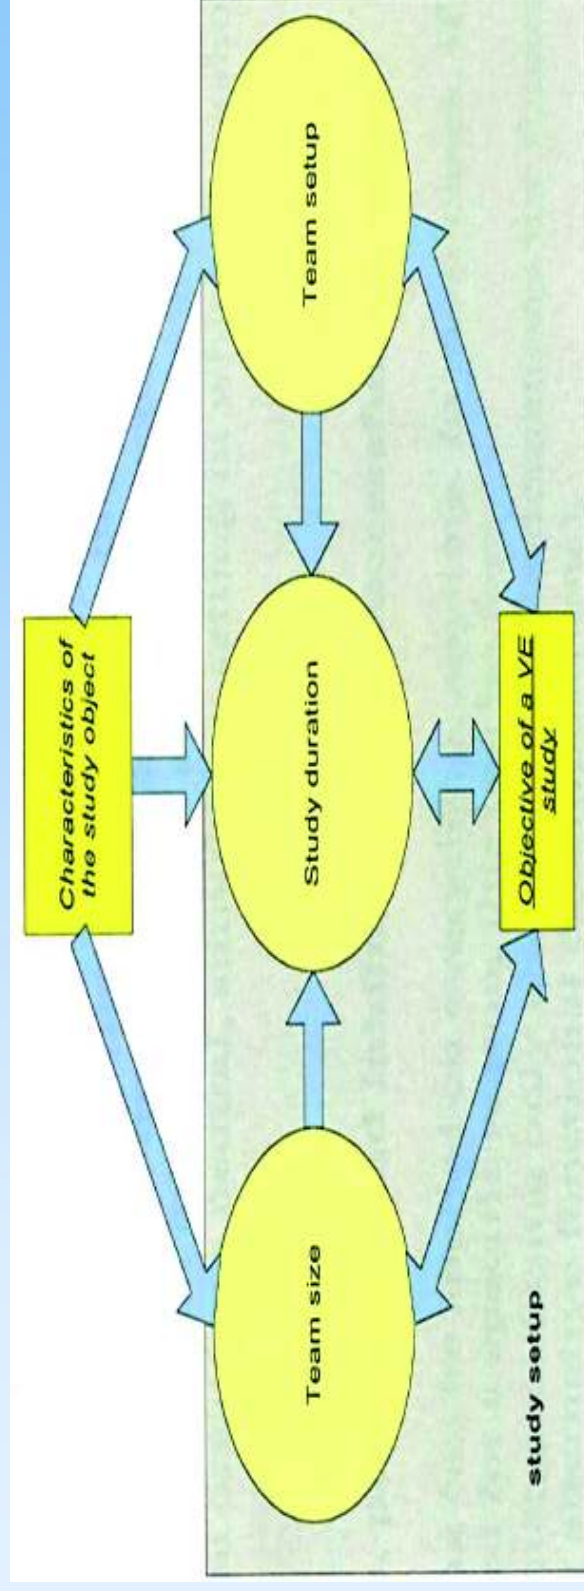 Characteristics of
the study object
Team size
Study duration
Team setup
Objective of a VE
study
study setup